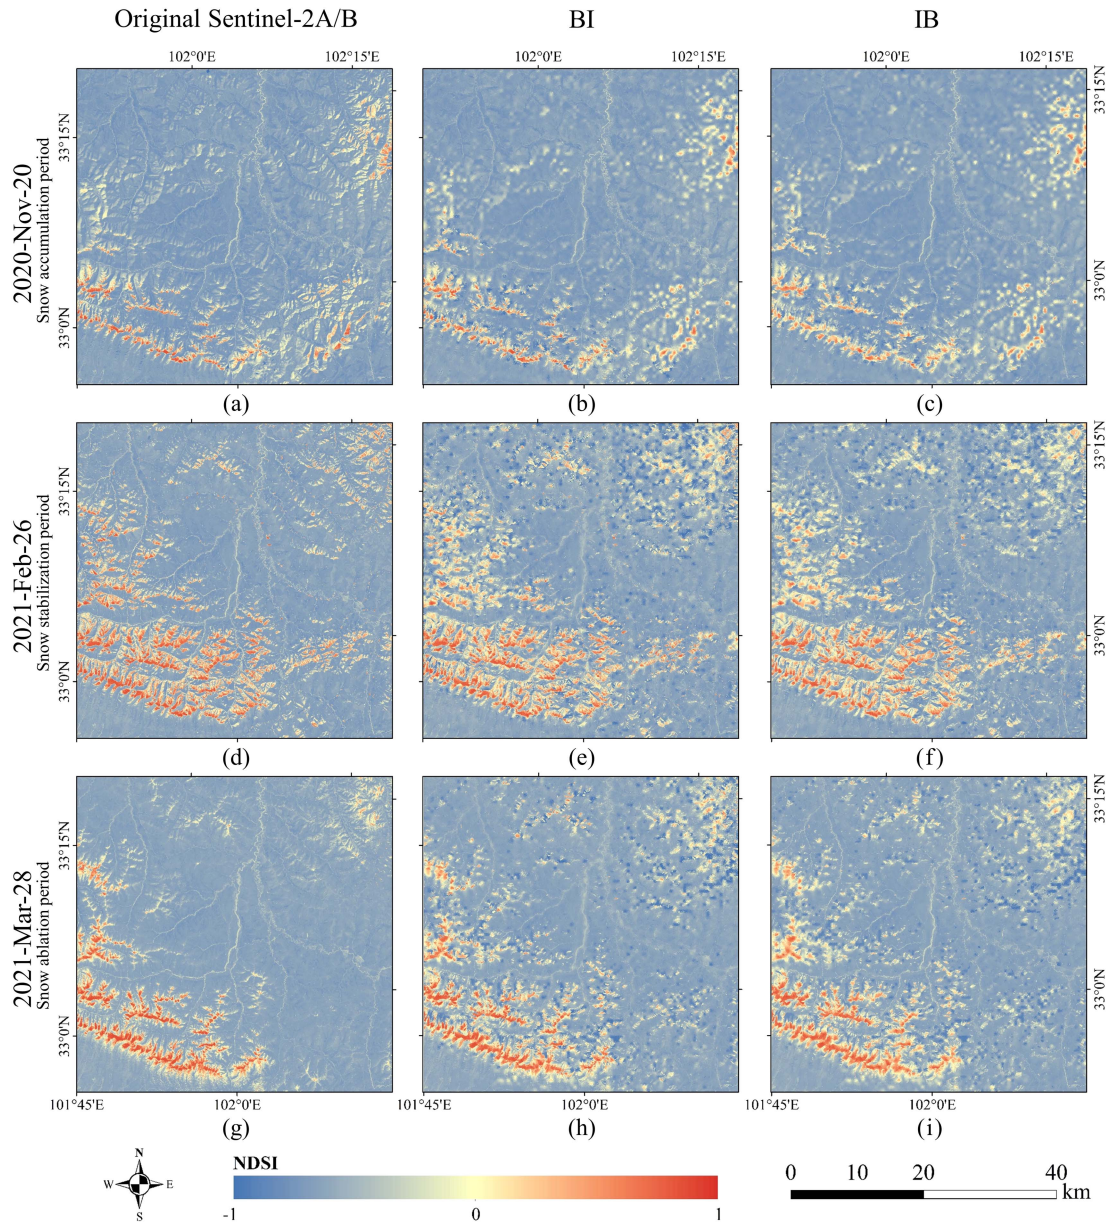 Original Sentinel-2A/B
BI
IB
102°0'E
102°15'E
102°0'E
102°15'E
102°0'E
102°15'E
2020-Nov-20
Snow accumulation period
33°15'N
33°0'N
33°15'N
33°0'N
(a)
(b)
(c)
2021-Feb-26
Snow stabilization period
33°15'N
33°0'N
33°15'N
33°0'N
(d)
(e)
(f)
2021-Mar-28
Snow ablation period
33°15'N
33°0'N
33°15'N
33°0'N
101°45'E
102°0'E
101°45'E
102°0'E
101°45'E
102°0'E
(g)
(h)
(i)
N
W
E
S
NDSI
-1
0
1
0
10
20
40
km